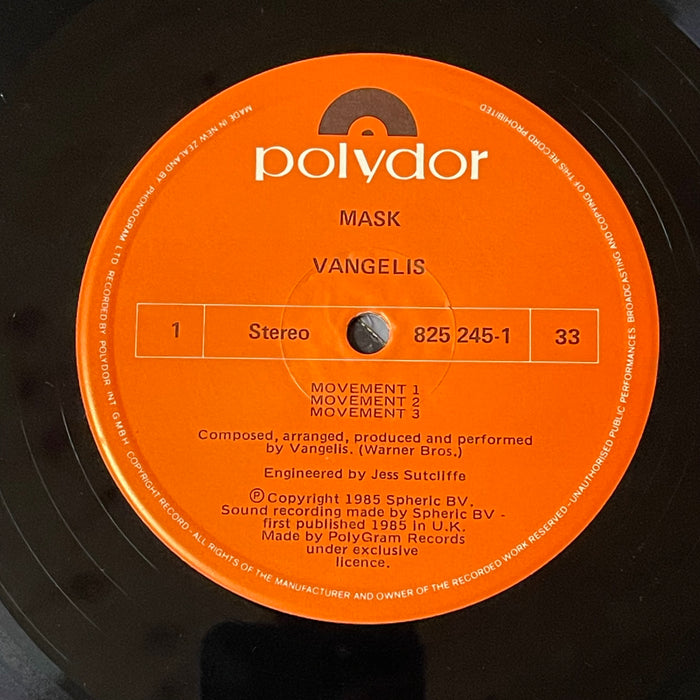 polydor
MASK
VANGELIS
1 Stereo 825 245-1 33
MOVEMENT 1
MOVEMENT 2
MOVEMENT 3
Composed, arranged, produced and performed
by Vangelis. (Warner Bros.)
Engineered by Jess Sutcliffe
Ⓟ Copyright 1985 Spheric BV.
Sound recording made by Spheric BV -
first published 1985 in U.K.
Made by PolyGram Records
under exclusive
licence.
MADE IN NEW ZEALAND BY PHONOGRAM LTD RECORDED BY POLYDOR INT. GMBH COPYRIGHT RECORD - ALL RIGHTS OF THE MANUFACTURER AND OWNER OF THE RECORDED WORK RESERVED - UNAUTHORISED PUBLIC PERFORMANCES. BROADCASTING AND COPYING OF THIS RECORD PROHIBITED